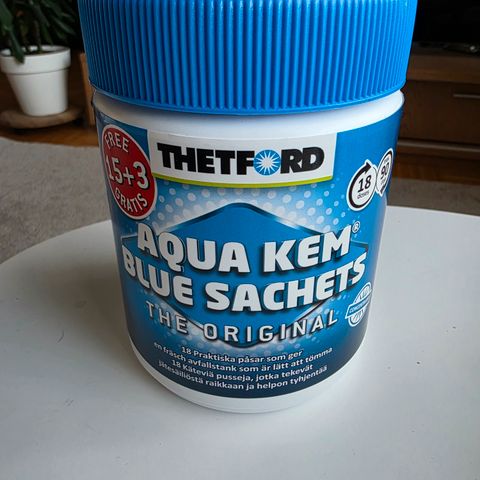 THETFORD
FREE
15+3
GRATIS
18
doses
AQUA KEM®
BLUE SACHETS
THE ORIGINAL
18 Praktiska påsar som ger
en fräsch avfallstank som är lätt att tömma
18 Käteviä pusseja, jotka tekevät
jätesäiliöstä raikkaan ja helpon tyhjentää